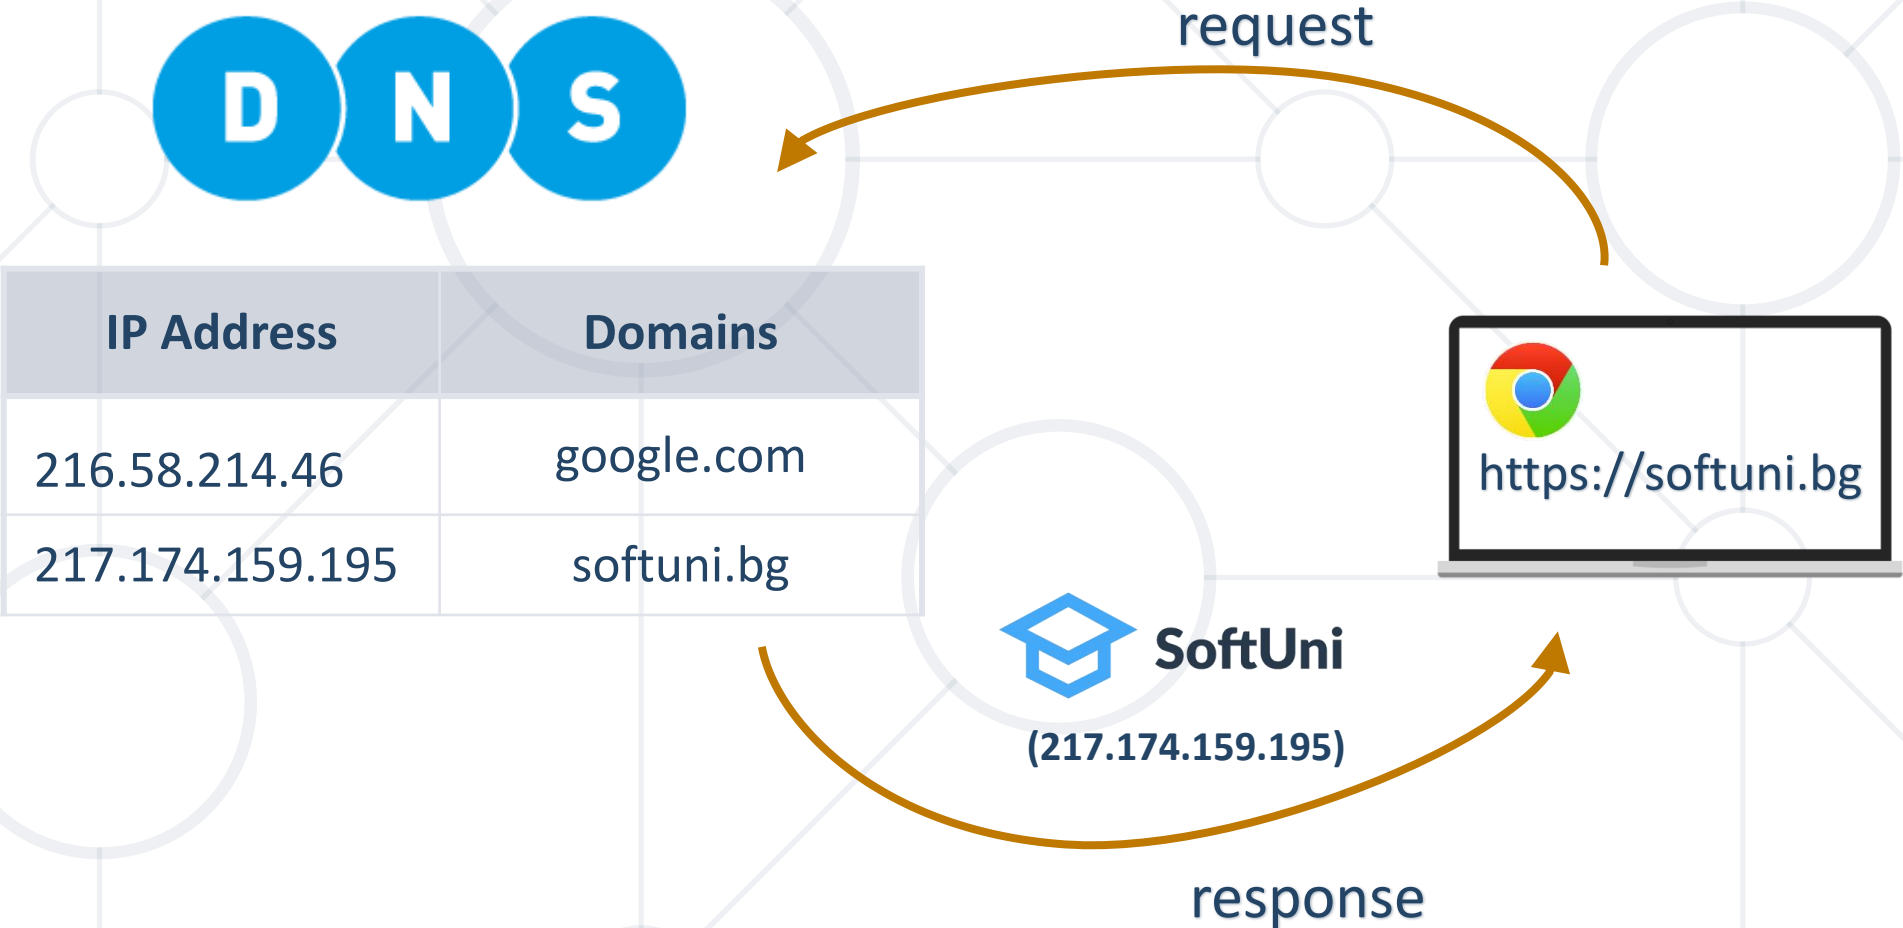 request
DNS
IP Address Domains
216.58.214.46 google.com
217.174.159.195 softuni.bg
https://softuni.bg
SoftUni
(217.174.159.195)
response